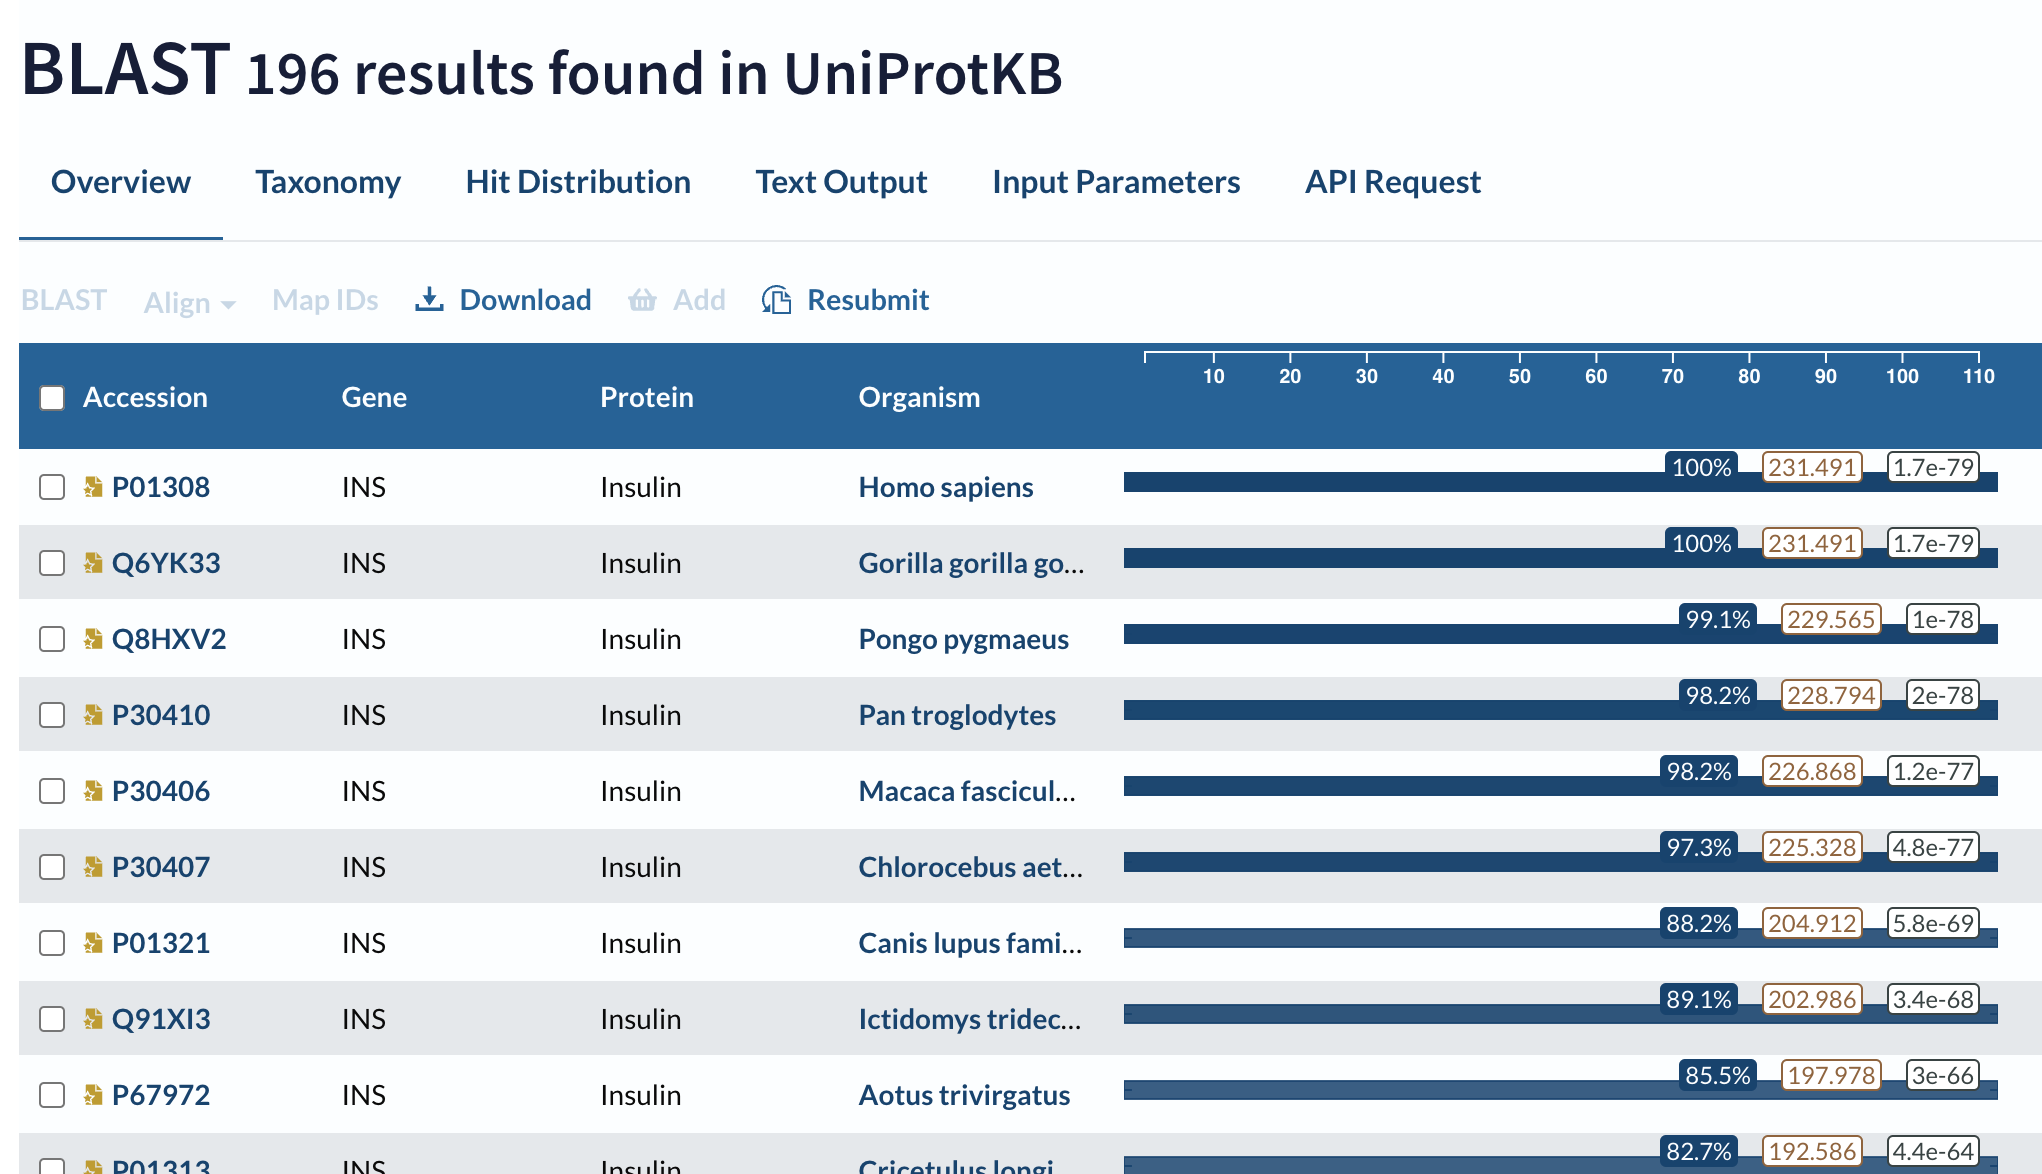 BLAST 196 results found in UniProtKB
Overview Taxonomy Hit Distribution Text Output Input Parameters API Request
BLAST Align Map IDs Download Add Resubmit
10 20 30 40 50 60 70 80 90 100 110
Accession Gene Protein Organism
P01308 INS Insulin Homo sapiens 100% 231.491 1.7e-79
Q6YK33 INS Insulin Gorilla gorilla go... 100% 231.491 1.7e-79
Q8HXV2 INS Insulin Pongo pygmaeus 99.1% 229.565 1e-78
P30410 INS Insulin Pan troglodytes 98.2% 228.794 2e-78
P30406 INS Insulin Macaca fascicul... 98.2% 226.868 1.2e-77
P30407 INS Insulin Chlorocebus aet... 97.3% 225.328 4.8e-77
P01321 INS Insulin Canis lupus fami... 88.2% 204.912 5.8e-69
Q91XI3 INS Insulin Ictidomys tridec... 89.1% 202.986 3.4e-68
P67972 INS Insulin Aotus trivirgatus 85.5% 197.978 3e-66
P01313 INS Insulin Cricetulus longi... 82.7% 192.586 4.4e-64